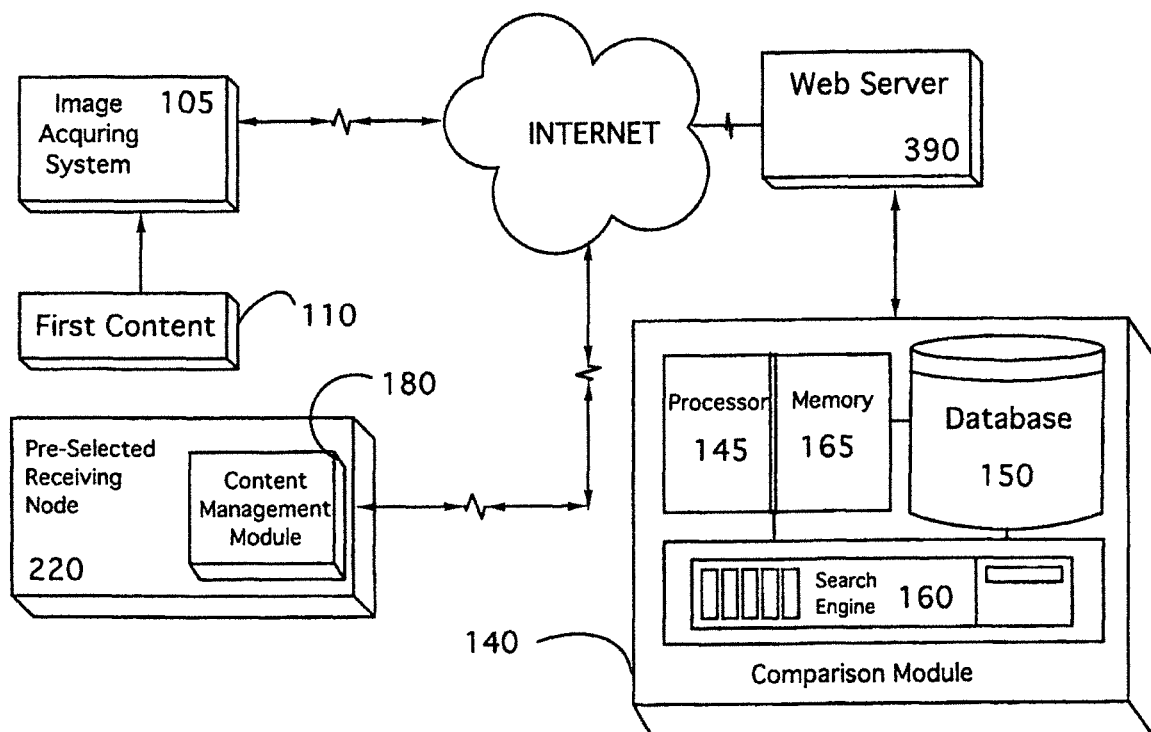 Image 105
Acquring
System
INTERNET
Web Server
390
First Content
110
180
Pre-Selected
Receiving
Node
220
Content
Management
Module
Processor
145
Memory
165
Database
150
Search
Engine
160
140
Comparison Module